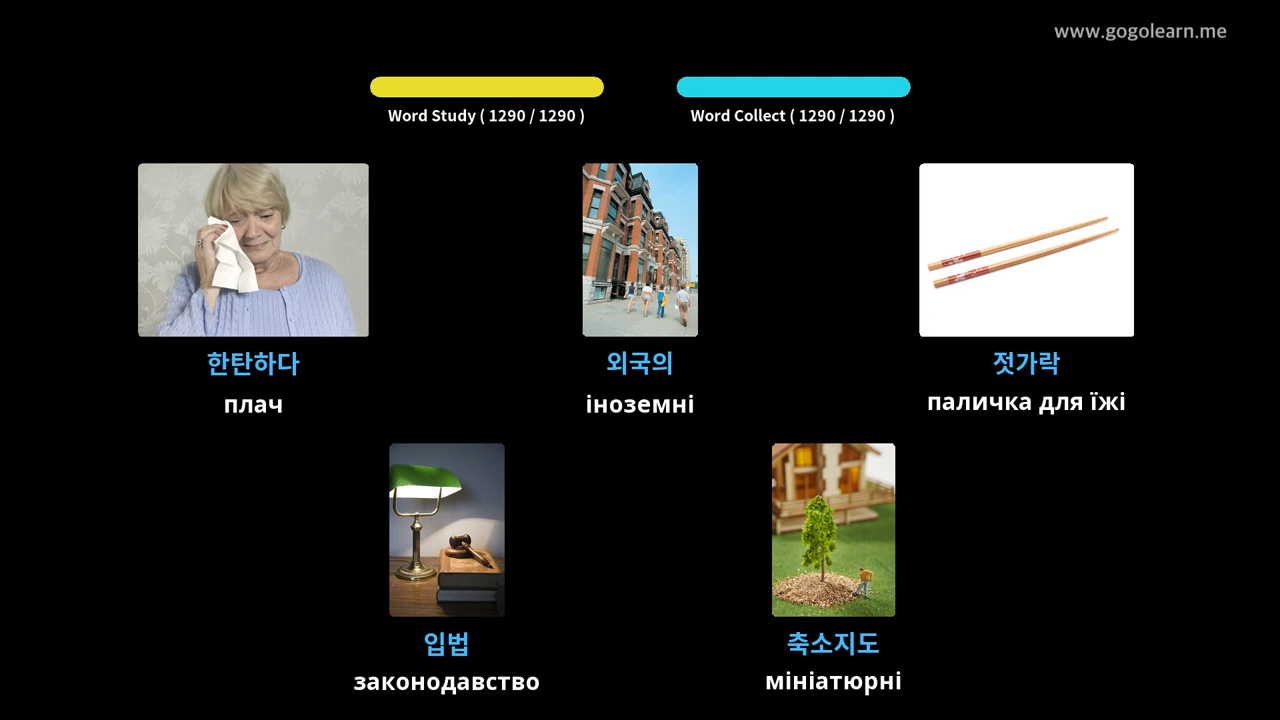 www.gogolearn.me
Word Study ( 1290 / 1290 )
Word Collect ( 1290 / 1290 )
한탄하다
плач
외국의
іноземні
젓가락
паличка для їжі
입법
законодавство
축소지도
мініатюрні